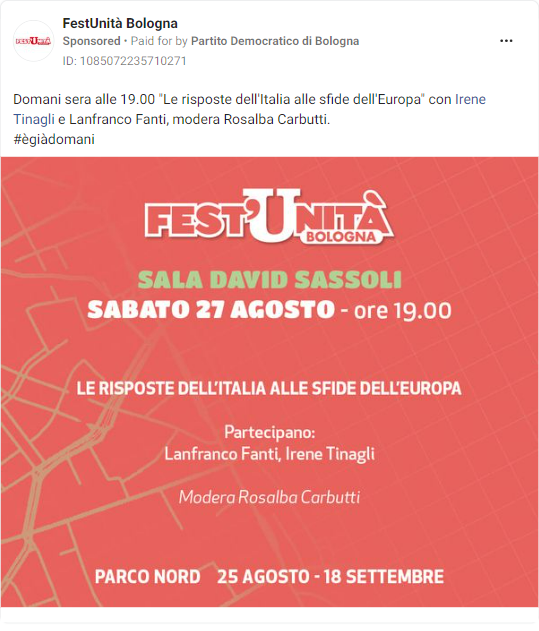 FEST'UNITÀ
FestUnità Bologna
Sponsored • Paid for by Partito Democratico di Bologna
ID: 1085072235710271
Domani sera alle 19.00 "Le risposte dell'Italia alle sfide dell'Europa" con Irene
Tinagli e Lanfranco Fanti, modera Rosalba Carbutti.
#ègiàdomani
FEST'UNITÀ
BOLOGNA
SALA DAVID SASSOLI
SABATO 27 AGOSTO - ore 19.00
LE RISPOSTE DELL'ITALIA ALLE SFIDE DELL'EUROPA
Partecipano:
Lanfranco Fanti, Irene Tinagli
Modera Rosalba Carbutti
PARCO NORD 25 AGOSTO - 18 SETTEMBRE